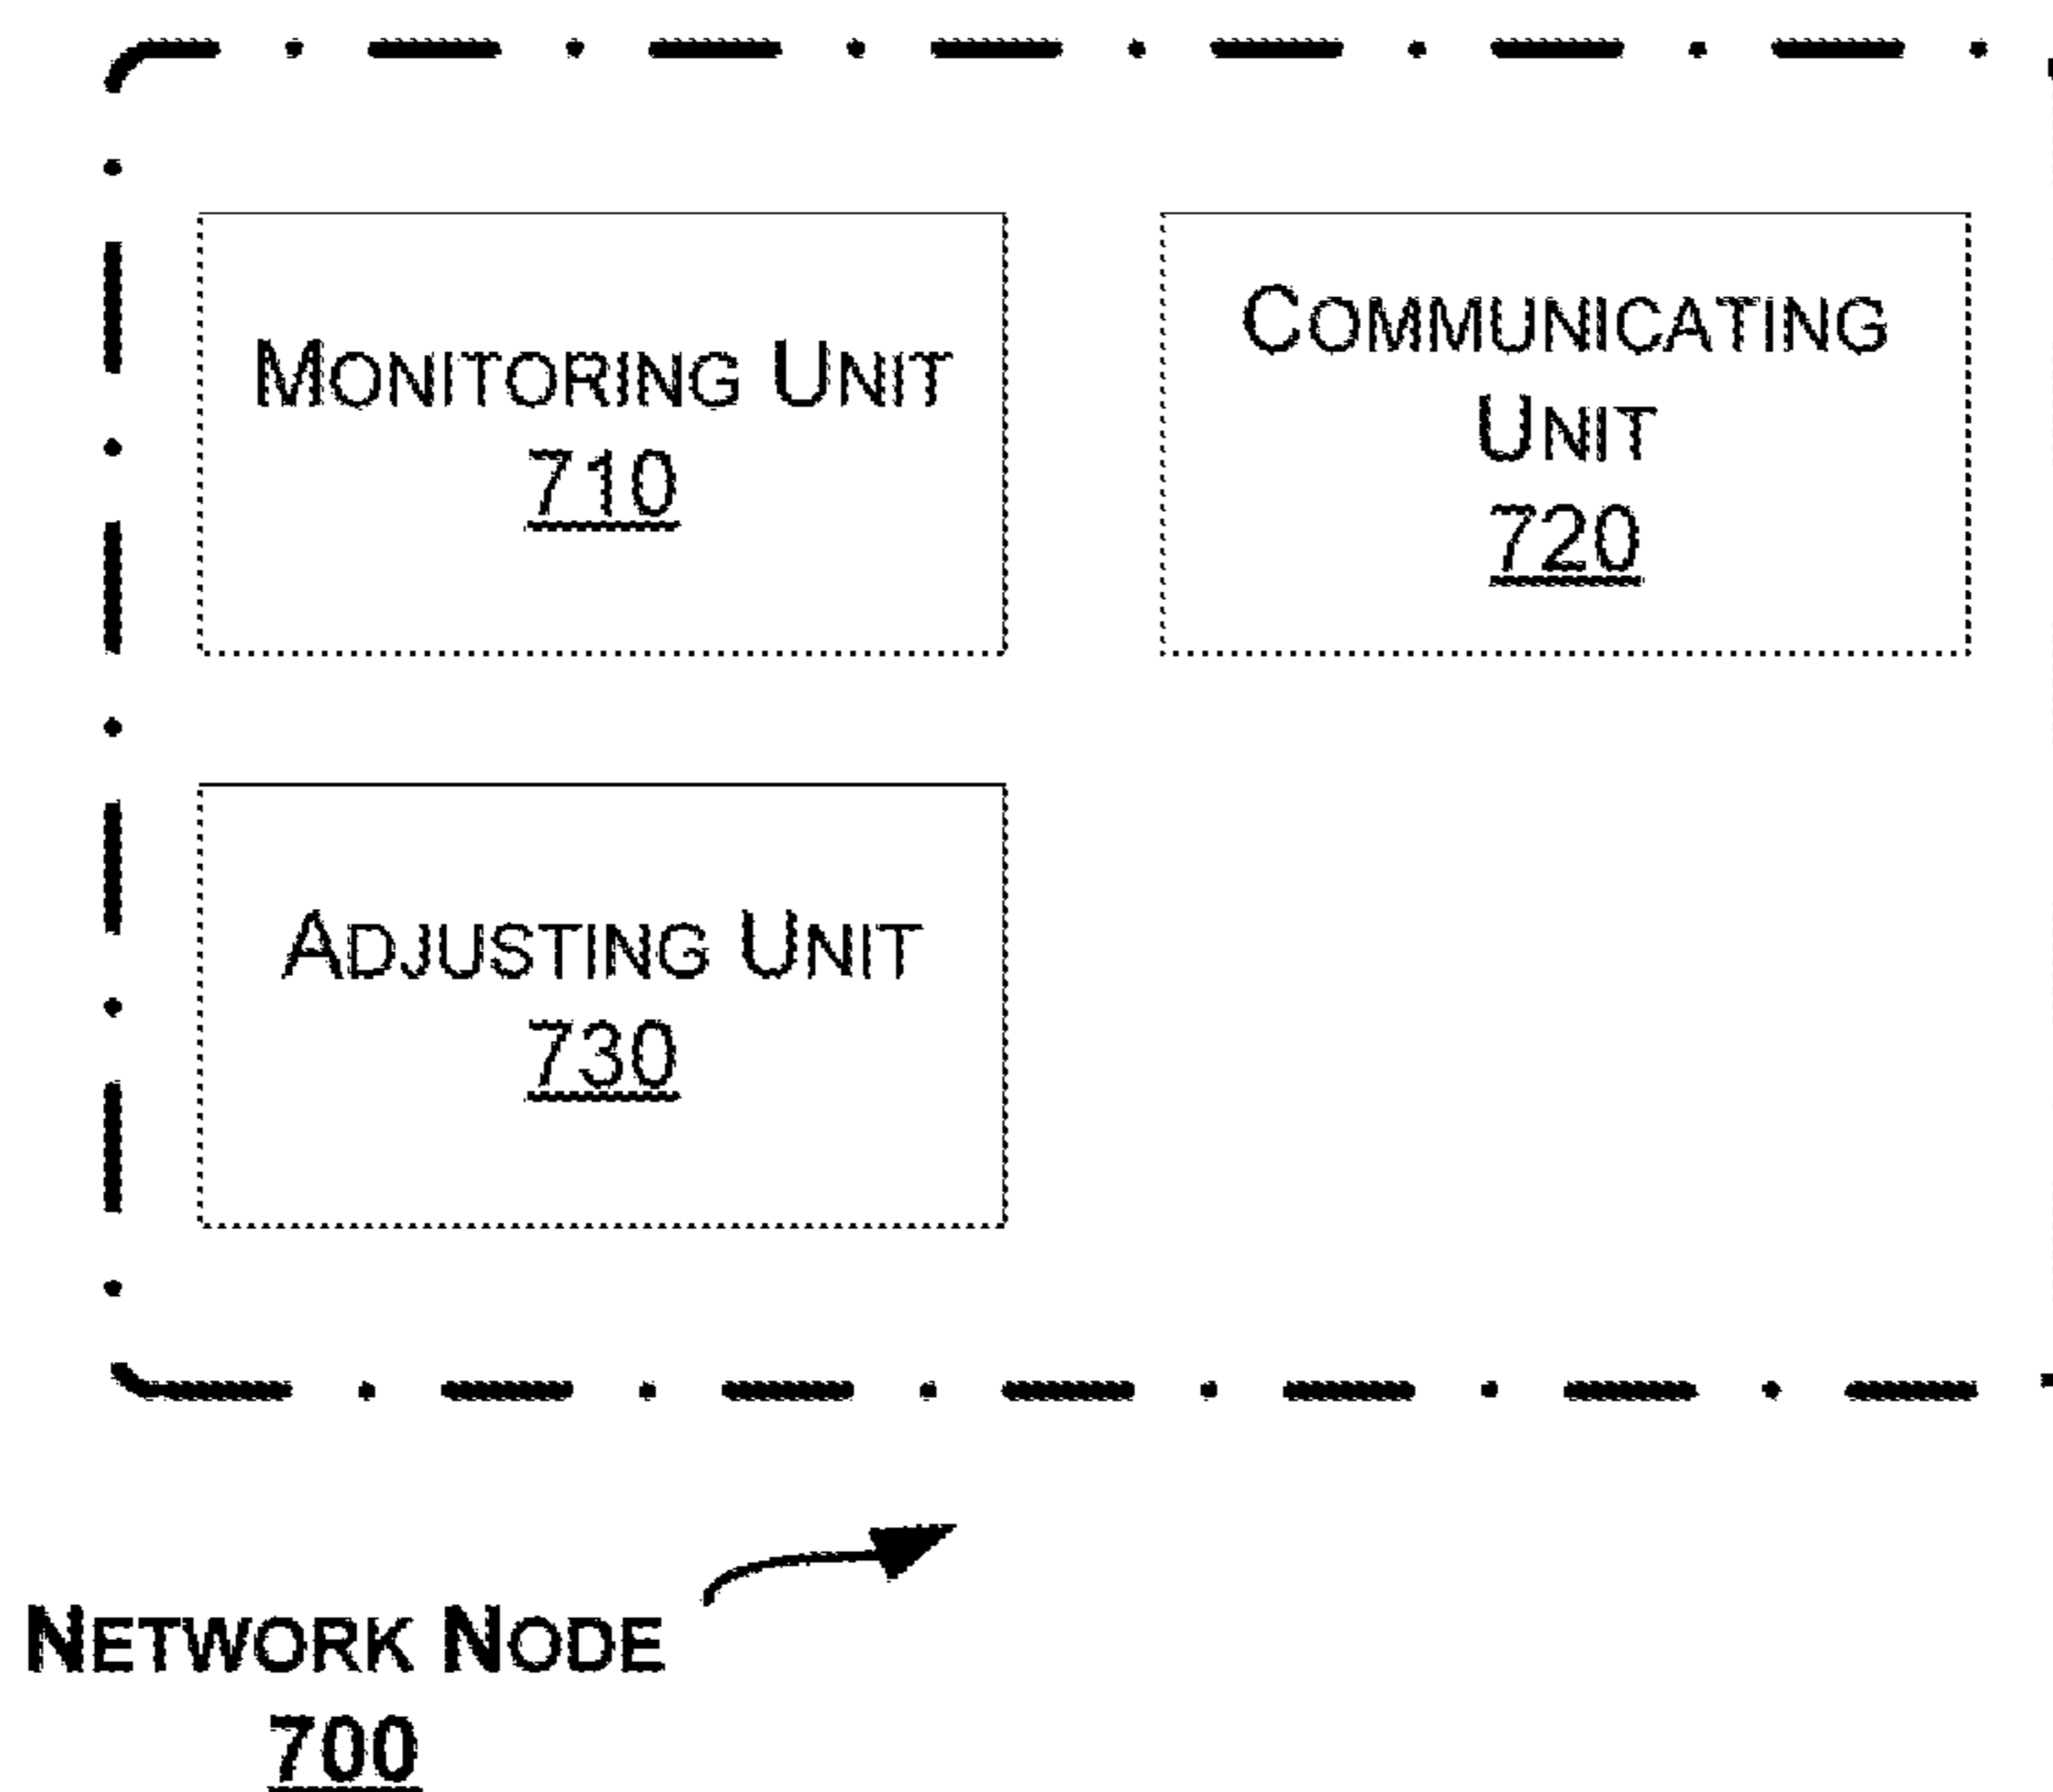 MONITORING UNIT
710
COMMUNICATING
UNIT
720
ADJUSTING UNIT
730
NETWORK NODE
700